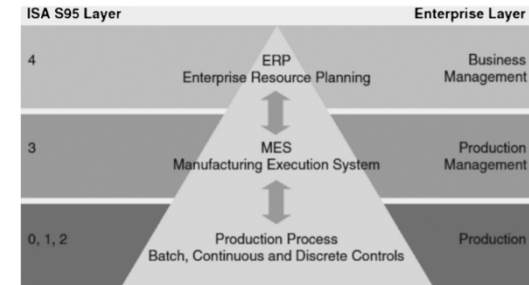 ISA S95 Layer
Enterprise Layer
4
ERP
Enterprise Resource Planning
Business
Management
3
MES
Manufacturing Execution System
Production
Management
0, 1, 2
Production Process
Batch, Continuous and Discrete Controls
Production